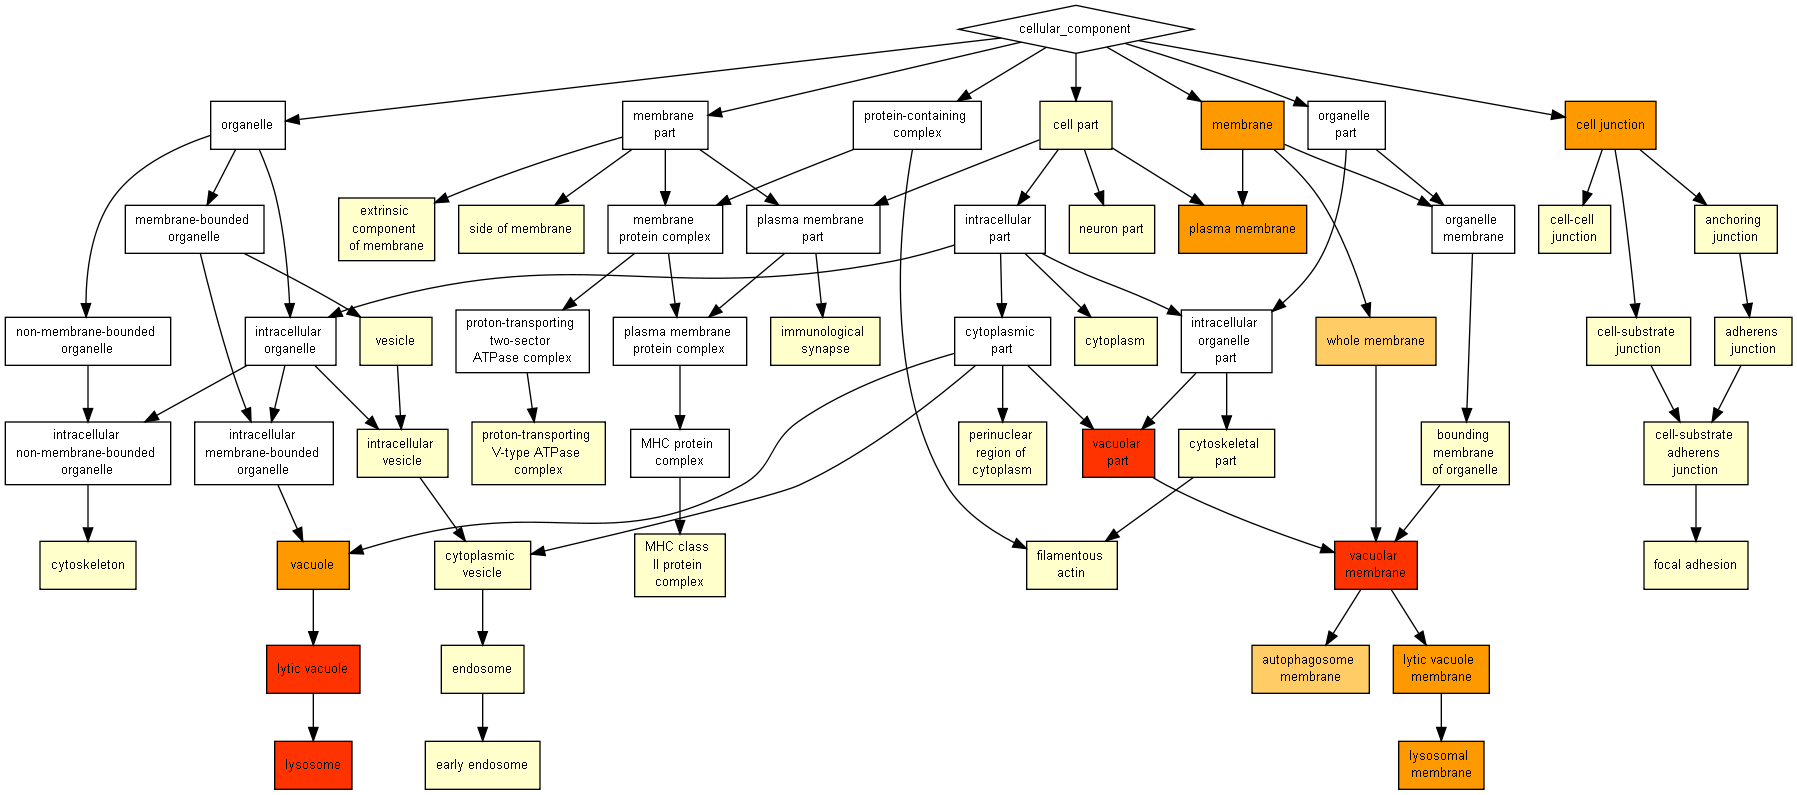 cellular_component
organelle
membrane
part
protein-containing
complex
cell part
membrane
organelle
part
cell junction
membrane-bounded
organelle
extrinsic
component
of membrane
side of membrane
membrane
protein complex
plasma membrane
part
intracellular
part
neuron part
plasma membrane
organelle
membrane
cell-cell
junction
anchoring
junction
non-membrane-bounded
organelle
intracellular
organelle
vesicle
proton-transporting
two-sector
ATPase complex
plasma membrane
protein complex
immunological
synapse
cytoplasmic
part
cytoplasm
intracellular
organelle
part
whole membrane
cell-substrate
junction
adherens
junction
intracellular
non-membrane-bounded
organelle
intracellular
membrane-bounded
organelle
intracellular
vesicle
proton-transporting
V-type ATPase
complex
MHC protein
complex
perinuclear
region of
cytoplasm
vacuolar
part
cytoskeletal
part
bounding
membrane
of organelle
cell-substrate
adherens
junction
cytoskeleton
vacuole
cytoplasmic
vesicle
MHC class
II protein
complex
filamentous
actin
vacuolar
membrane
focal adhesion
lytic vacuole
endosome
autophagosome
membrane
lytic vacuole
membrane
lysosome
early endosome
lysosomal
membrane